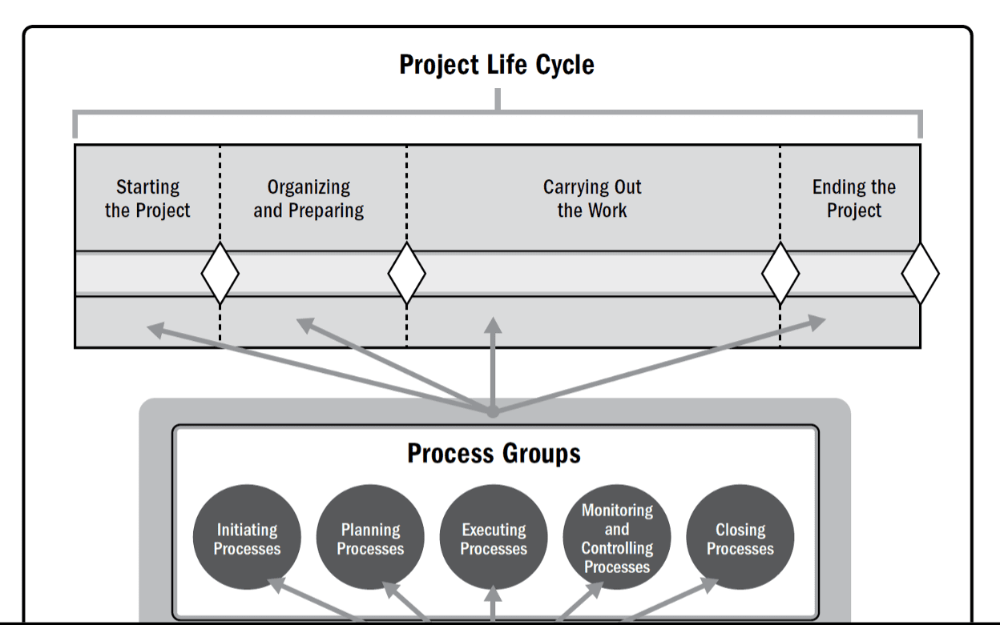 Project Life Cycle
Starting
the Project
Organizing
and Preparing
Carrying Out
the Work
Ending the
Project
Process Groups
Initiating
Processes
Planning
Processes
Executing
Processes
Monitoring
and
Controlling
Processes
Closing
Processes